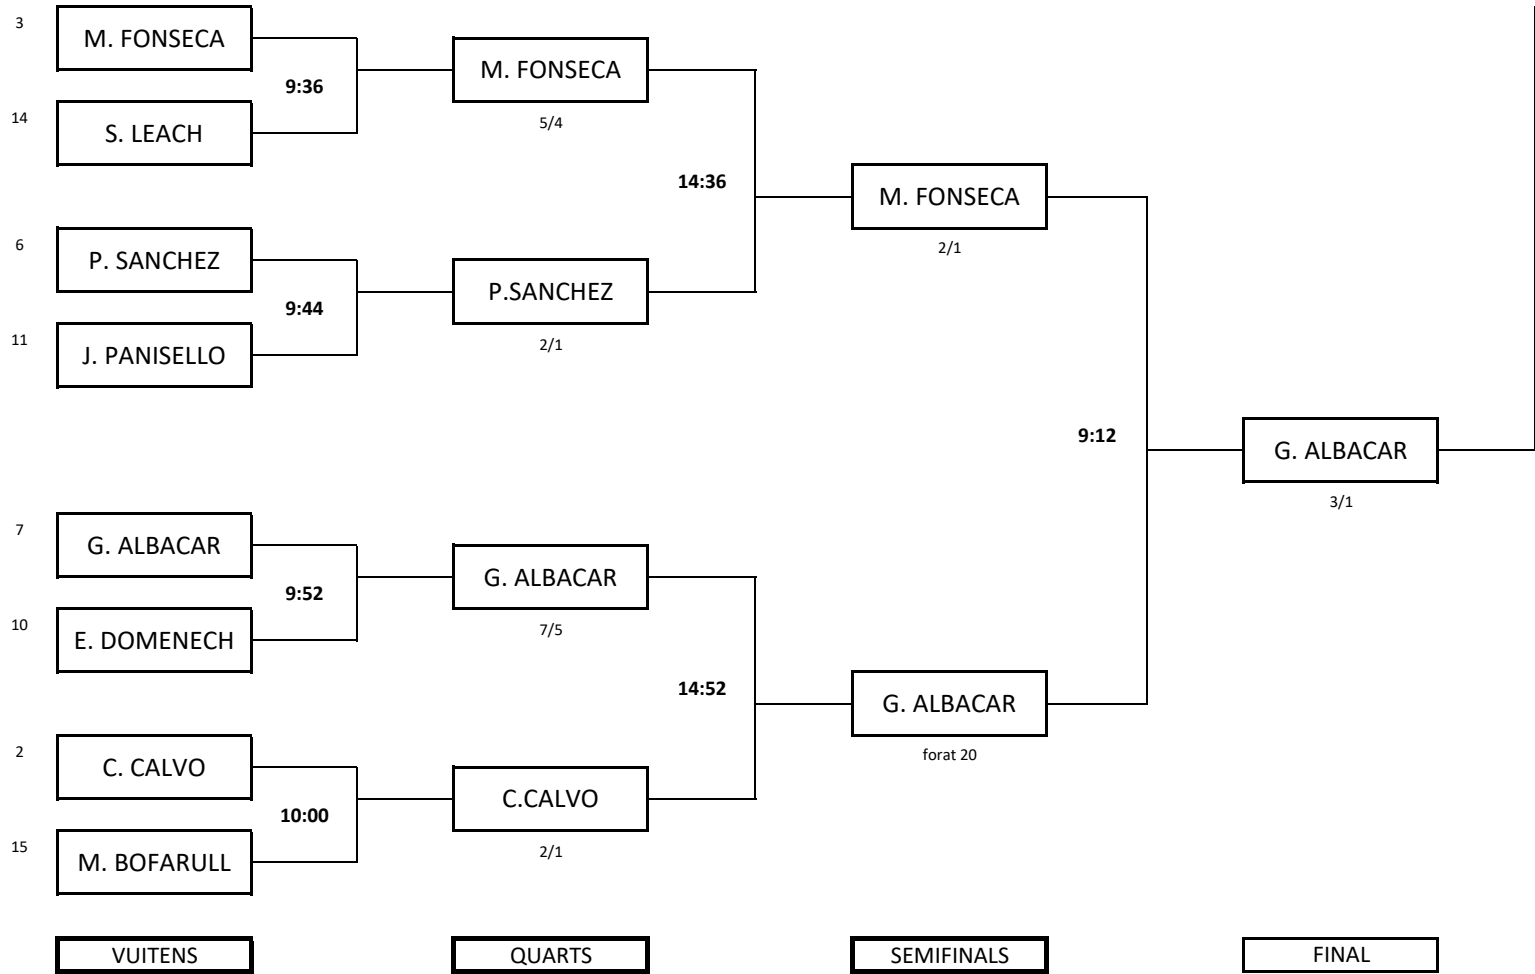 3
M. FONSECA
9:36
M. FONSECA
5/4
14
S. LEACH
14:36
M. FONSECA
2/1
6
P. SANCHEZ
9:44
P.SANCHEZ
2/1
11
J. PANISELLO
9:12
G. ALBACAR
3/1
7
G. ALBACAR
9:52
G. ALBACAR
7/5
10
E. DOMENECH
14:52
G. ALBACAR
forat 20
2
C. CALVO
10:00
C.CALVO
2/1
15
M. BOFARULL
VUITENS
QUARTS
SEMIFINALS
FINAL